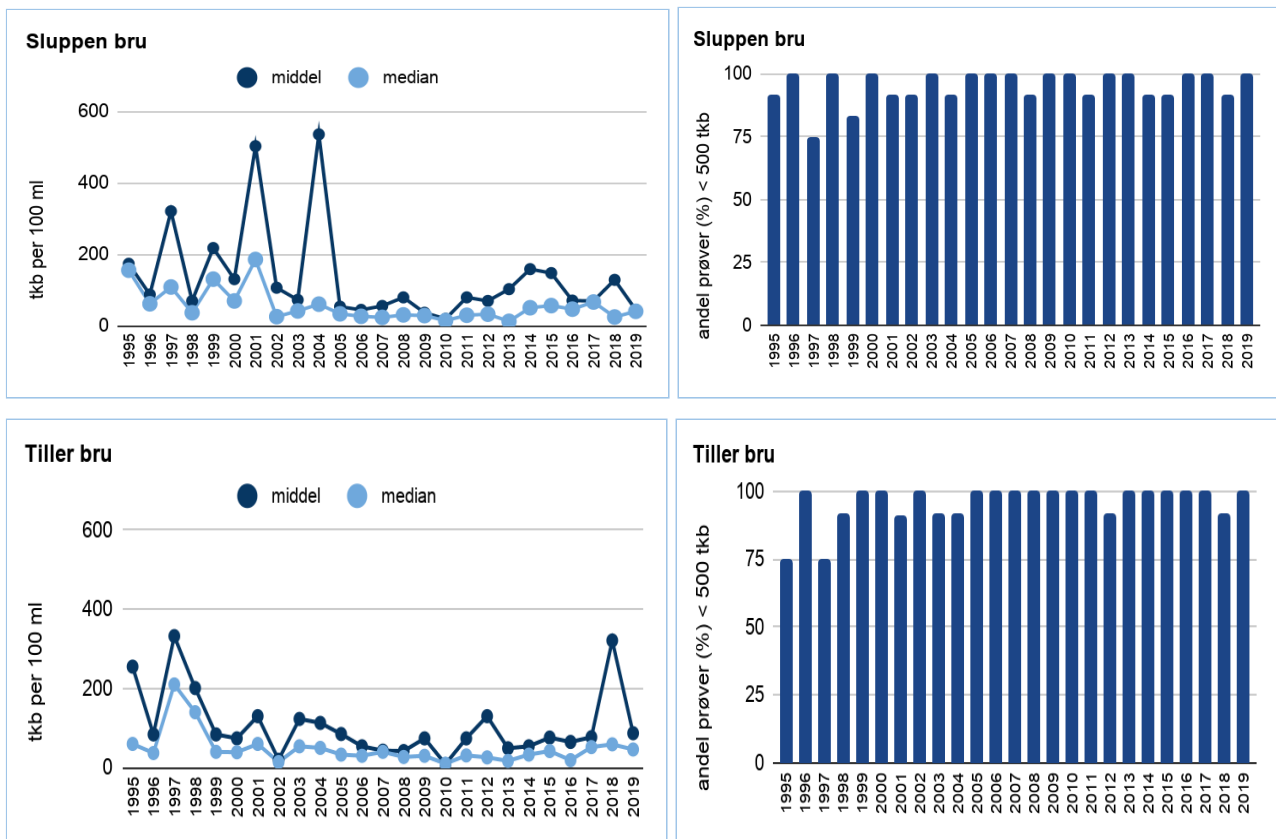 Sluppen bru
middel median
tkb per 100 ml
600
400
200
0
1995 1996 1997 1998 1999 2000 2001 2002 2003 2004 2005 2006 2007 2008 2009 2010 2011 2012 2013 2014 2015 2016 2017 2018 2019
Sluppen bru
andel prøver (%) < 500 tkb
100
75
50
25
0
1995 1996 1997 1998 1999 2000 2001 2002 2003 2004 2005 2006 2007 2008 2009 2010 2011 2012 2013 2014 2015 2016 2017 2018 2019
Tiller bru
middel median
tkb per 100 ml
600
400
200
0
1995 1996 1997 1998 1999 2000 2001 2002 2003 2004 2005 2006 2007 2008 2009 2010 2011 2012 2013 2014 2015 2016 2017 2018 2019
Tiller bru
andel prøver (%) < 500 tkb
100
75
50
25
0
1995 1996 1997 1998 1999 2000 2001 2002 2003 2004 2005 2006 2007 2008 2009 2010 2011 2012 2013 2014 2015 2016 2017 2018 2019